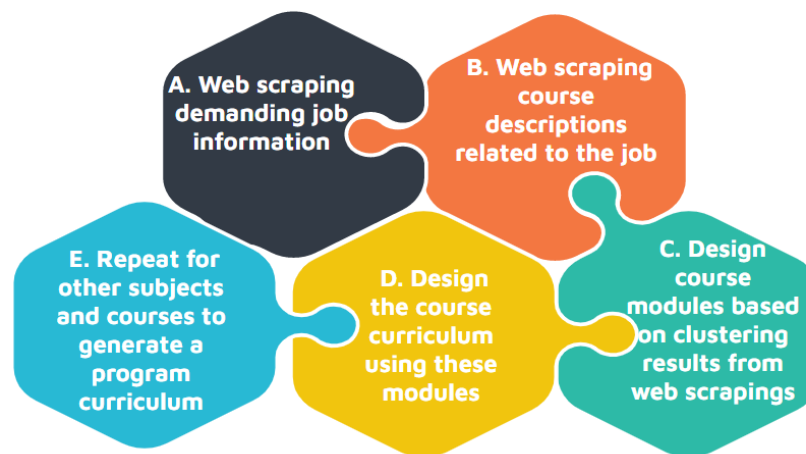 A. Web scraping
demanding job
information
B. Web scraping
course
descriptions
related to the job
C. Design
course
modules based
on clustering
results from
web scrapings
D. Design
the course
curriculum
using these
modules
E. Repeat for
other subjects
and courses to
generate a
program
curriculum